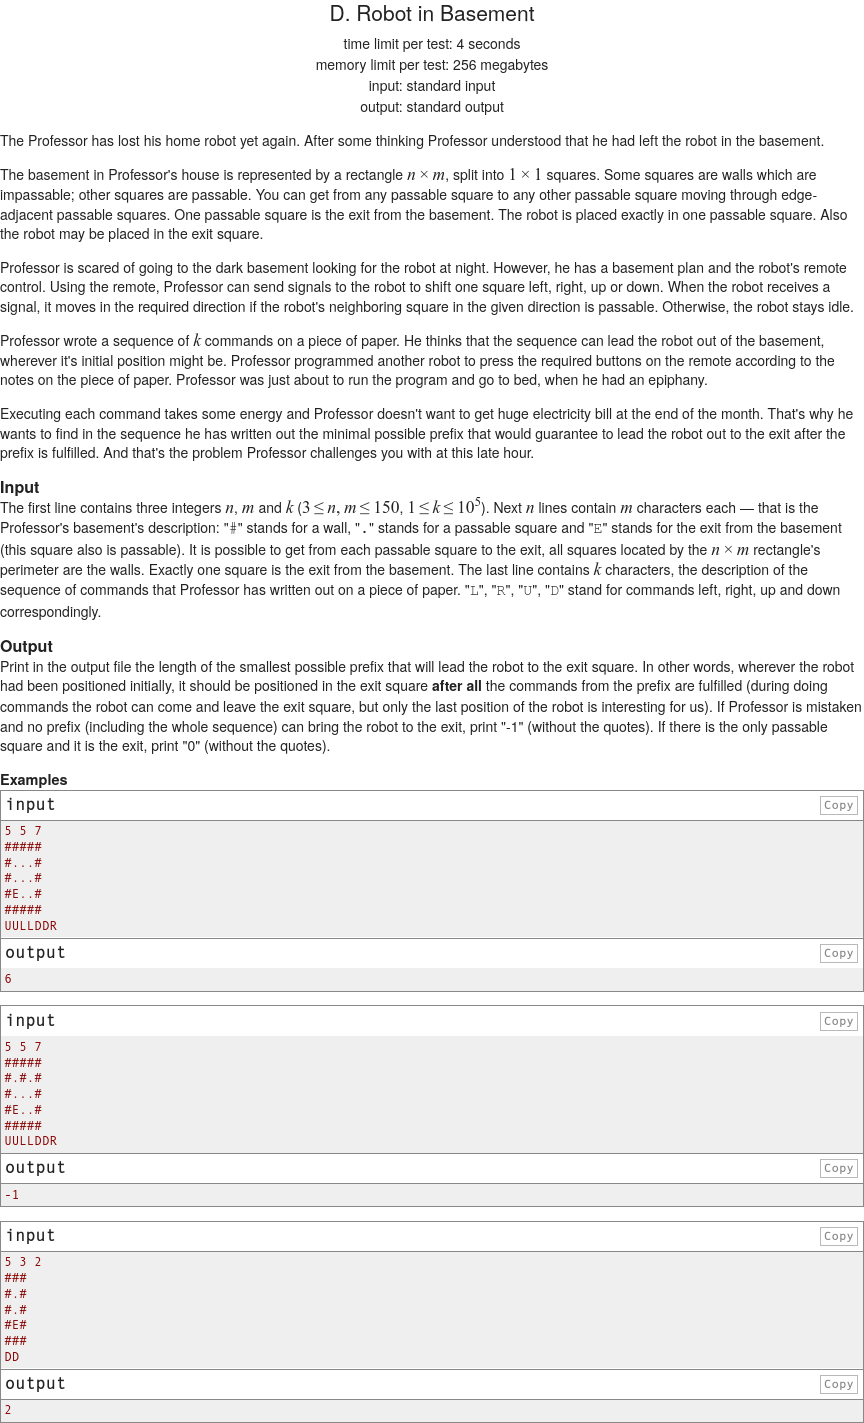 D. Robot in Basement
time limit per test: 4 seconds
memory limit per test: 256 megabytes
input: standard input
output: standard output
The Professor has lost his home robot yet again. After some thinking Professor understood that he had left the robot in the basement.
The basement in Professor's house is represented by a rectangle n × m, split into 1 × 1 squares. Some squares are walls which are
impassable; other squares are passable. You can get from any passable square to any other passable square moving through edge-
adjacent passable squares. One passable square is the exit from the basement. The robot is placed exactly in one passable square. Also
the robot may be placed in the exit square.
Professor is scared of going to the dark basement looking for the robot at night. However, he has a basement plan and the robot's remote
control. Using the remote, Professor can send signals to the robot to shift one square left, right, up or down. When the robot receives a
signal, it moves in the required direction if the robot's neighboring square in the given direction is passable. Otherwise, the robot stays idle.
Professor wrote a sequence of k commands on a piece of paper. He thinks that the sequence can lead the robot out of the basement,
wherever it's initial position might be. Professor programmed another robot to press the required buttons on the remote according to the
notes on the piece of paper. Professor was just about to run the program and go to bed, when he had an epiphany.
Executing each command takes some energy and Professor doesn't want to get huge electricity bill at the end of the month. That's why he
wants to find in the sequence he has written out the minimal possible prefix that would guarantee to lead the robot out to the exit after the
prefix is fulfilled. And that's the problem Professor challenges you with at this late hour.
Input
The first line contains three integers n, m and k (3 ≤ n, m ≤ 150, 1 ≤ k ≤ 10^5). Next n lines contain m characters each — that is the
Professor's basement's description: "#" stands for a wall, "." stands for a passable square and "E" stands for the exit from the basement
(this square also is passable). It is possible to get from each passable square to the exit, all squares located by the n × m rectangle's
perimeter are the walls. Exactly one square is the exit from the basement. The last line contains k characters, the description of the
sequence of commands that Professor has written out on a piece of paper. "L", "R", "U", "D" stand for commands left, right, up and down
correspondingly.
Output
Print in the output file the length of the smallest possible prefix that will lead the robot to the exit square. In other words, wherever the robot
had been positioned initially, it should be positioned in the exit square after all the commands from the prefix are fulfilled (during doing
commands the robot can come and leave the exit square, but only the last position of the robot is interesting for us). If Professor is mistaken
and no prefix (including the whole sequence) can bring the robot to the exit, print "-1" (without the quotes). If there is the only passable
square and it is the exit, print "0" (without the quotes).
Examples
input Copy
5 5 7
#####
#...#
#...#
#E..#
#####
UULLDDR
output Copy
6
input Copy
5 5 7
#####
#.#.#
#...#
#E..#
#####
UULLDDR
output Copy
-1
input Copy
5 3 2
###
#.#
#.#
#E#
###
DD
output Copy
2